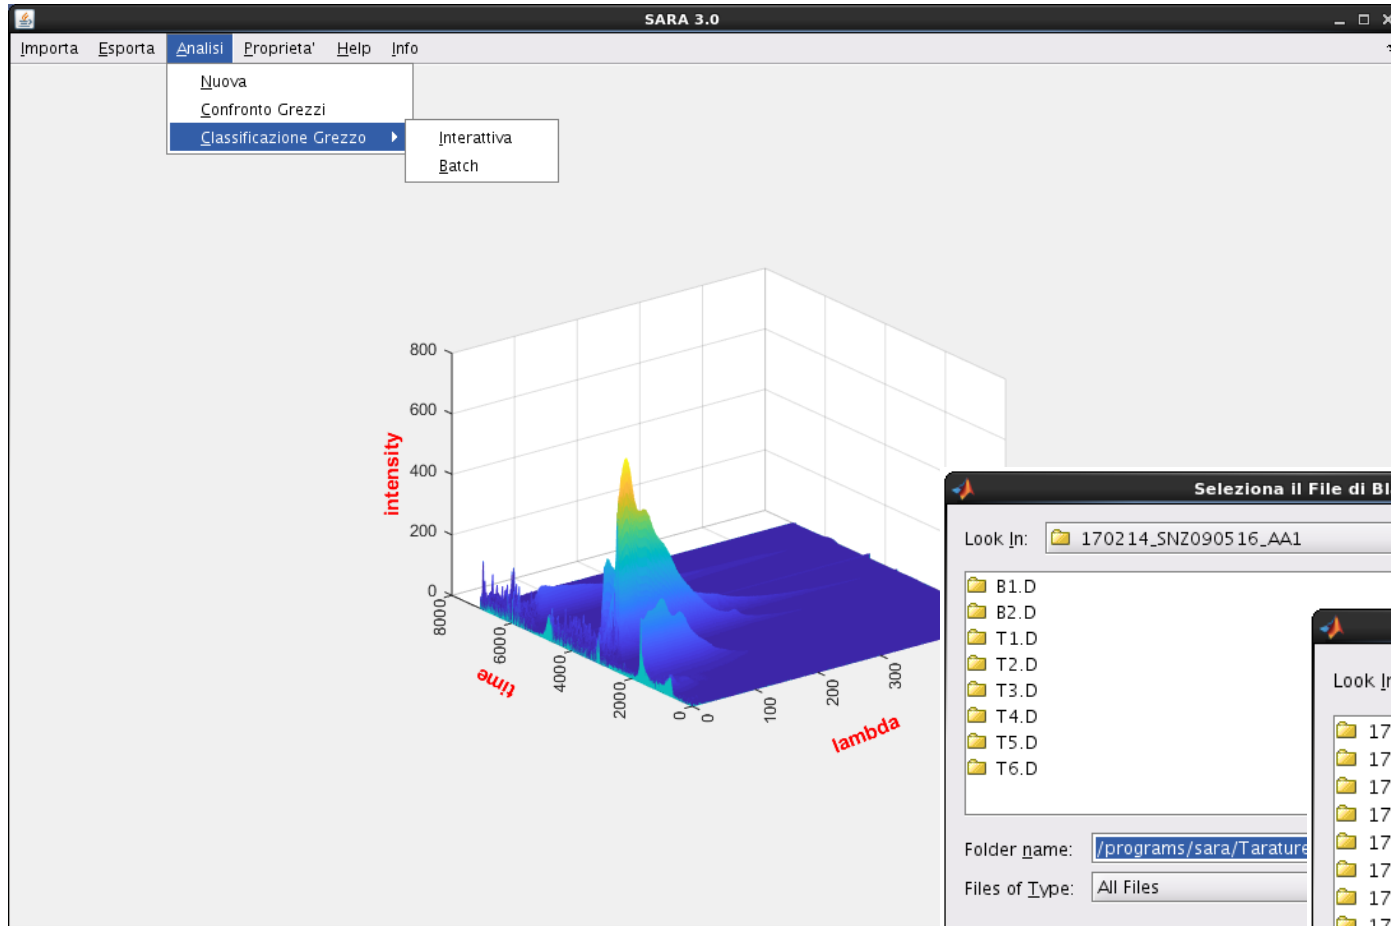 SARA 3.0
Importa Esporta Analisi Proprieta' Help Info
Nuova
Confronto Grezzi
Classificazione Grezzo
Interattiva
Batch
800
600
400
200
0
intensity
8000
6000
4000
2000
0
time
0
100
200
300
lambda
Seleziona il File di Bl
Look In: 170214_SNZ090516_AA1
B1.D
B2.D
T1.D
T2.D
T3.D
T4.D
T5.D
T6.D
Folder name: /programs/sara/Tarature
Files of Type: All Files
Look In
17
17
17
17
17
17
17
17